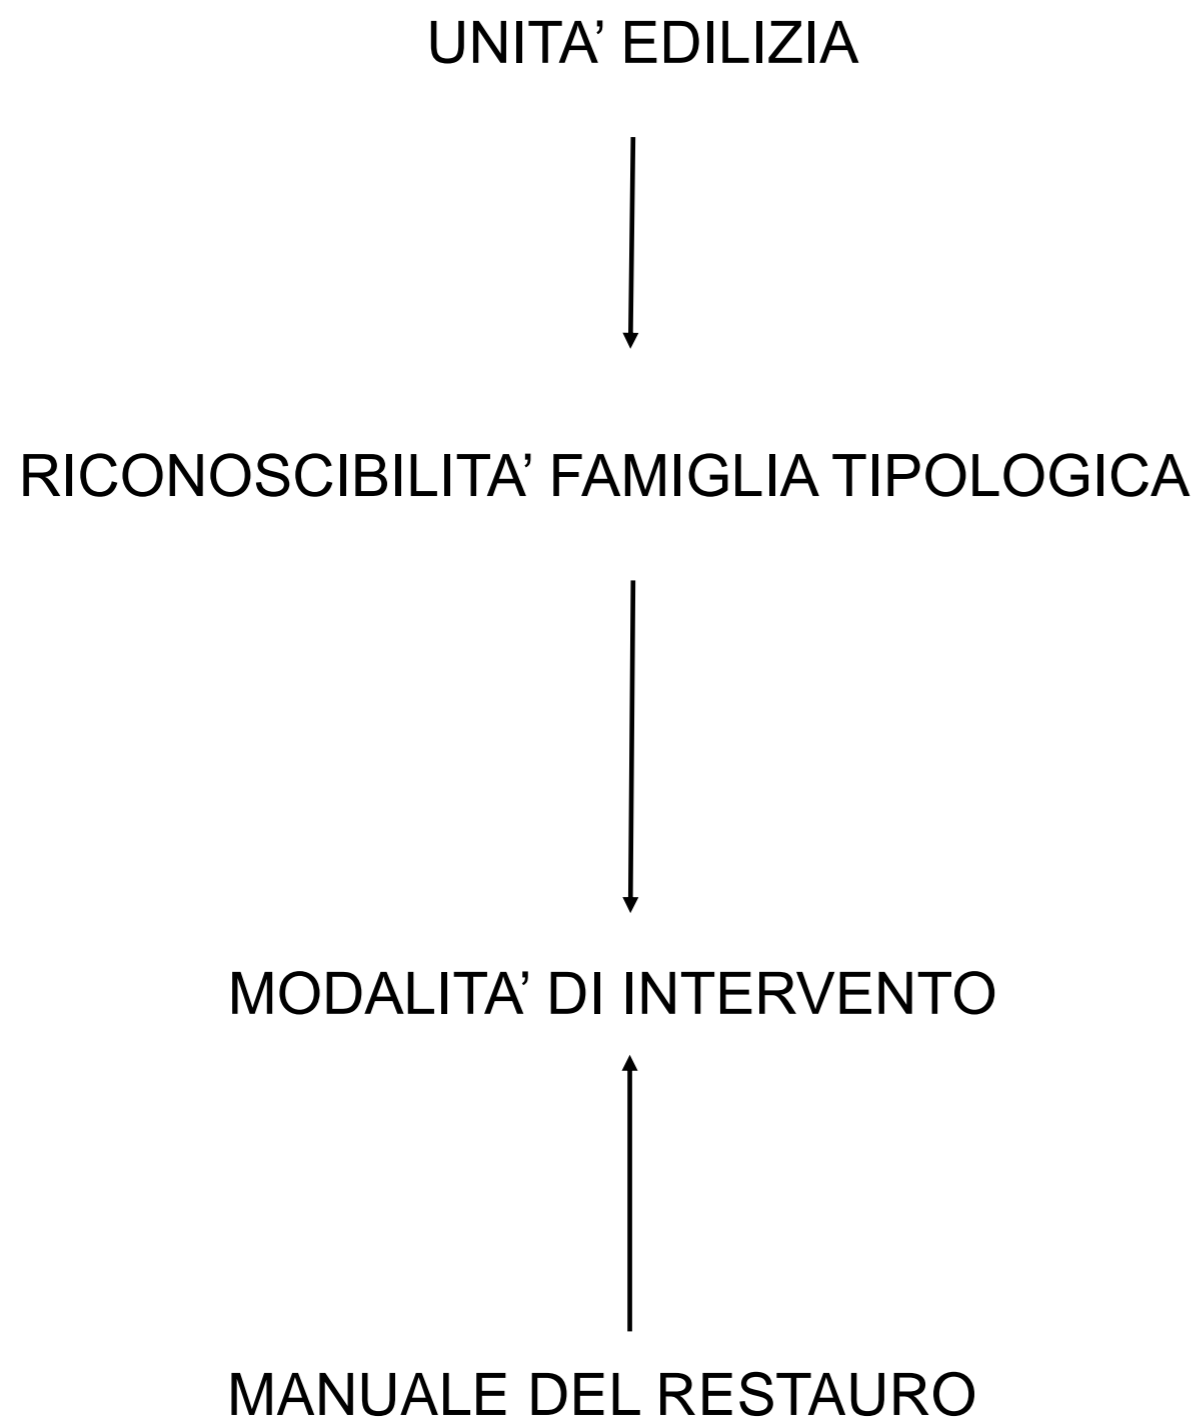 UNITA’ EDILIZIA
RICONOSCIBILITA’ FAMIGLIA TIPOLOGICA
MODALITA’ DI INTERVENTO
MANUALE DEL RESTAURO